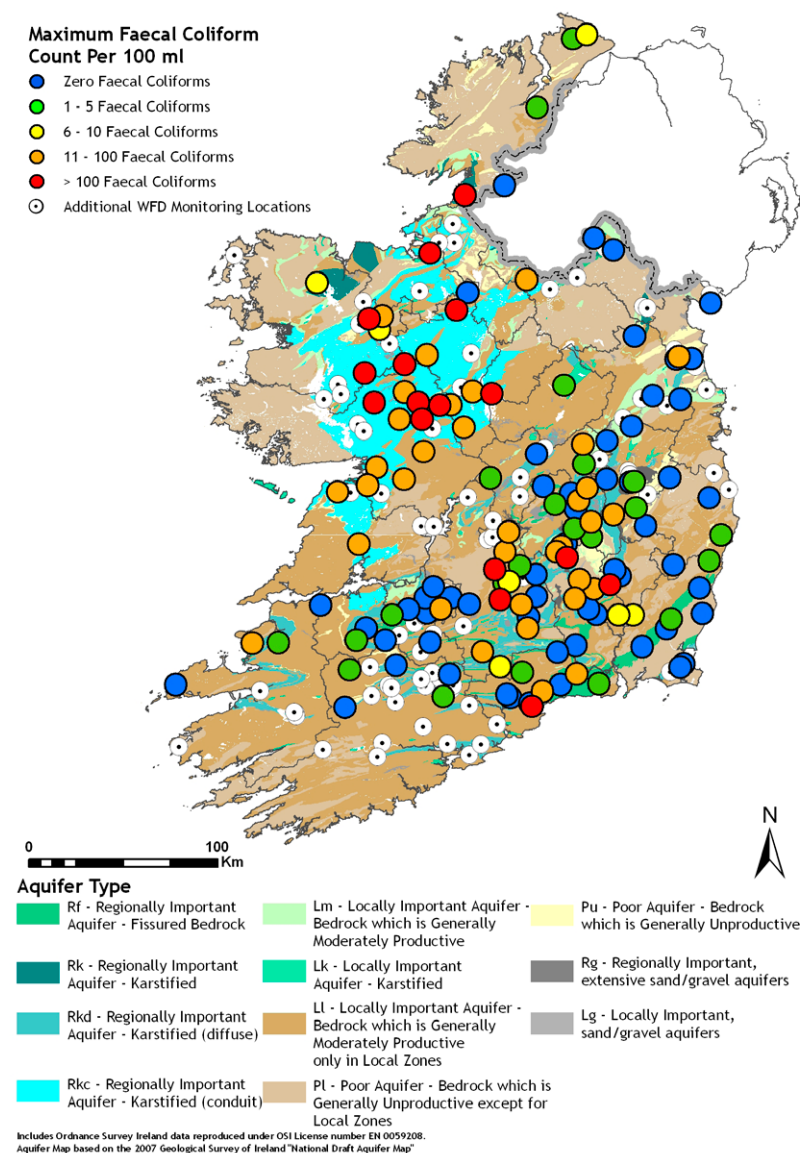 Maximum Faecal Coliform
Count Per 100 ml
Zero Faecal Coliforms
1 - 5 Faecal Coliforms
6 - 10 Faecal Coliforms
11 - 100 Faecal Coliforms
> 100 Faecal Coliforms
Additional WFD Monitoring Locations
N
0 100
Km
Aquifer Type
Rf - Regionally Important
Aquifer - Fissured Bedrock
Rk - Regionally Important
Aquifer - Karstified
Rkd - Regionally Important
Aquifer - Karstified (diffuse)
Rkc - Regionally Important
Aquifer - Karstified (conduit)
Lm - Locally Important Aquifer -
Bedrock which is Generally
Moderately Productive
Lk - Locally Important
Aquifer - Karstified
Ll - Locally Important Aquifer -
Bedrock which is Generally
Moderately Productive
only in Local Zones
Pl - Poor Aquifer - Bedrock which is
Generally Unproductive except for
Local Zones
Pu - Poor Aquifer - Bedrock
which is Generally Unproductive
Rg - Regionally Important,
extensive sand/gravel aquifers
Lg - Locally Important,
sand/gravel aquifers
Includes Ordnance Survey Ireland data reproduced under OSI License number EN 0059208.
Aquifer Map based on the 2007 Geological Survey of Ireland "National Draft Aquifer Map"